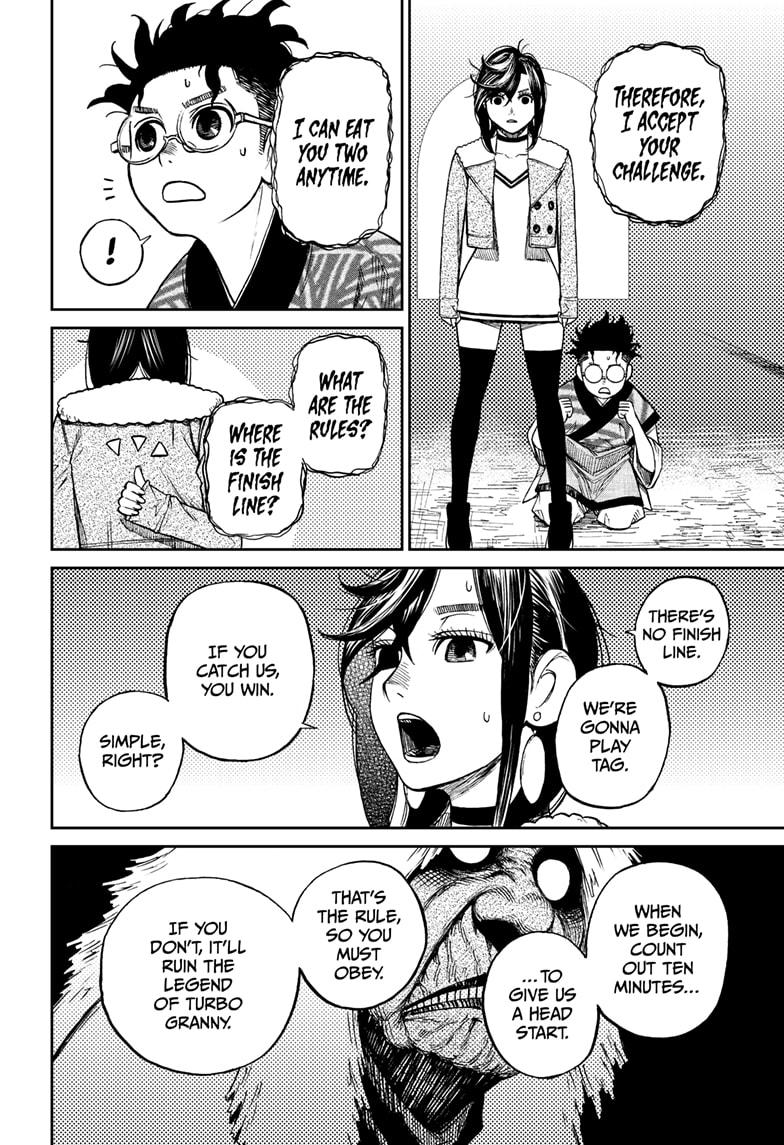 THEREFORE,
I ACCEPT
YOUR
CHALLENGE.
I CAN EAT
YOU TWO
ANYTIME.
!
WHAT
ARE THE
RULES?
WHERE
IS THE
FINISH
LINE?
THERE'S
NO FINISH
LINE.
WE'RE
GONNA
PLAY
TAG.
IF YOU
CATCH US,
YOU WIN.
SIMPLE,
RIGHT?
WHEN
WE BEGIN,
COUNT
OUT TEN
MINUTES...
...TO
GIVE US
A HEAD
START.
THAT'S
THE RULE,
SO YOU
MUST
OBEY.
IF YOU
DON'T, IT'LL
RUIN THE
LEGEND
OF TURBO
GRANNY.